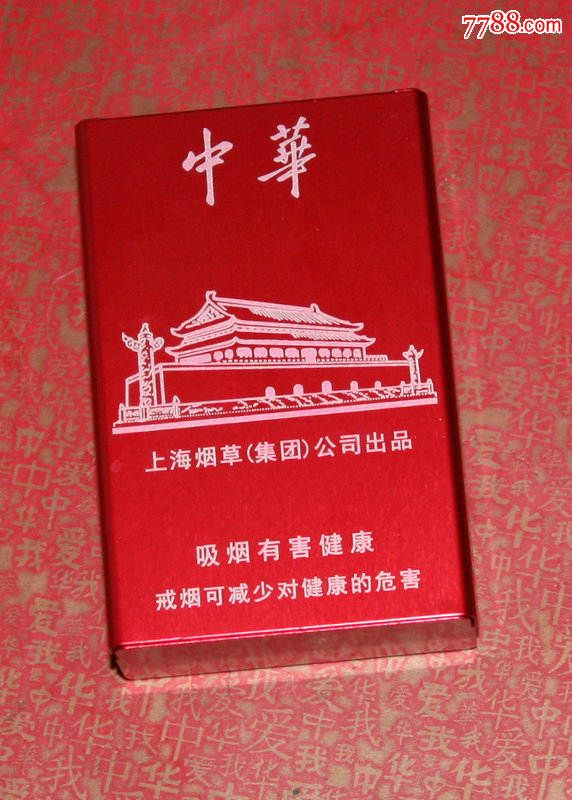 7788.com
中華
上海烟草(集团)公司出品
吸烟有害健康
戒烟可减少对健康的危害